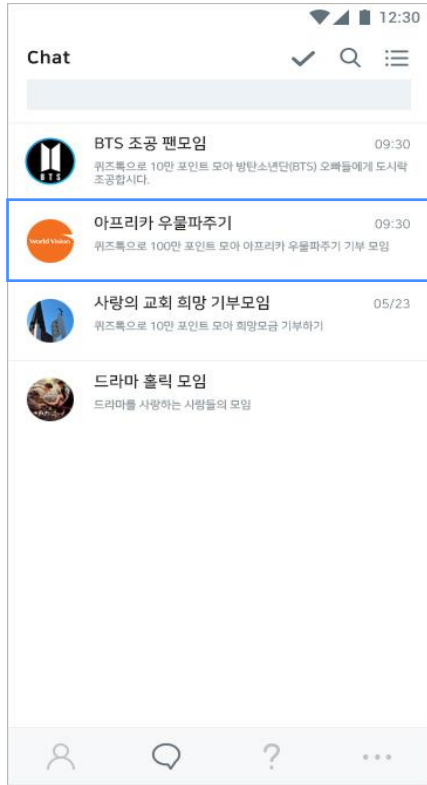 12:30
Chat
BTS 조공 팬모임 09:30
퀴즈톡으로 10만 포인트 모아 방탄소년단(BTS) 오빠들에게 도시락
조공합시다.
BTS
아프리카 우물파주기 09:30
World Vision
퀴즈톡으로 100만 포인트 모아 아프리카 우물파주기 기부 모임
사랑의 교회 희망 기부모임 05/23
퀴즈톡으로 10만 포인트 모아 희망모금 기부하기
드라마 홀릭 모임
드라마를 사랑하는 사람들의 모임